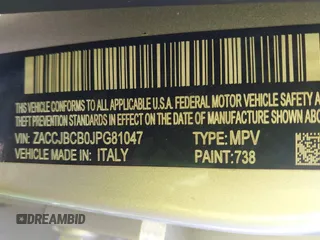 THIS VEHICLE CONFORMS TO ALL APPLICABLE U.S.A. FEDERAL MOTOR VEHICLE SAFETY A
THEFT PREVENTION STANDARDS IN EFFECT ON THE DATE OF MANUFACTURE SHOWN ABO
VIN: ZACCJBCB0JPG81047 TYPE: MPV
VEHICLE MADE IN: ITALY PAINT: 738
DREAMBID